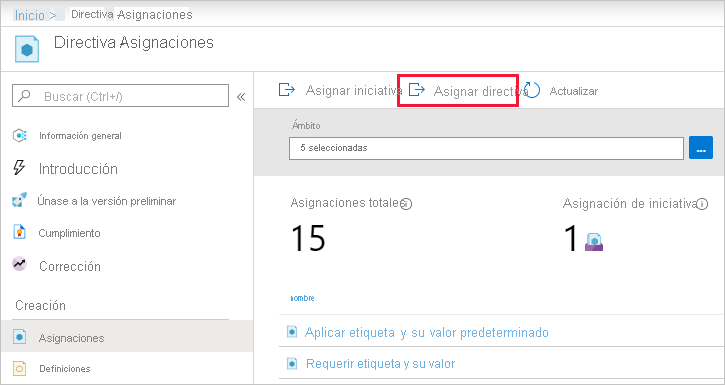 Inicio > Directiva Asignaciones
Directiva Asignaciones
Buscar (Ctrl+/)
«
Información general
Introducción
Únase a la versión preliminar
Cumplimiento
Corrección
Creación
Asignaciones
Definiciones
Asignar iniciativa
Asignar directiva
Actualizar
Ámbito
5 seleccionadas
...
Asignaciones totales
Asignación de iniciativa
15
1
nombre
Aplicar etiqueta y su valor predeterminado
Requerir etiqueta y su valor